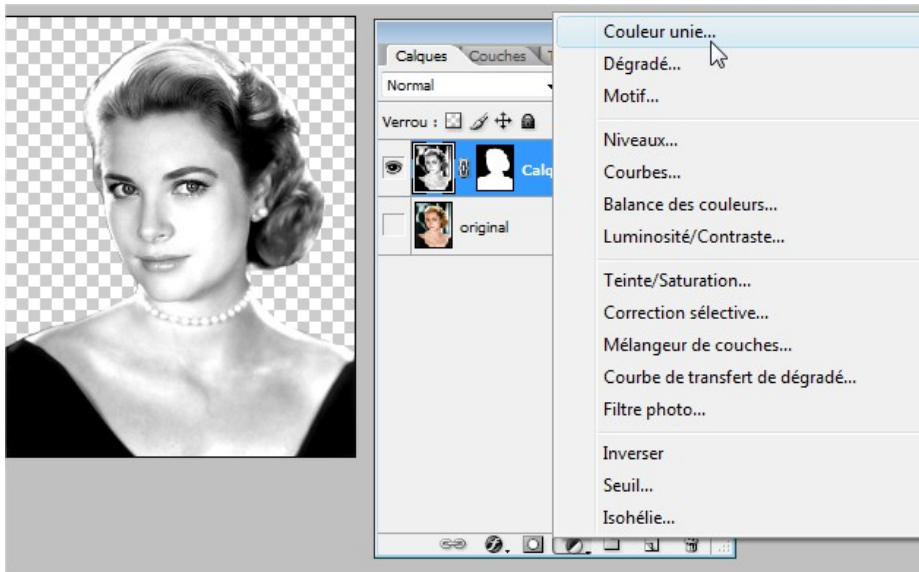 Calques Couches T
Normal
Verrou :
Calq
original
Couleur unie...
Dégradé...
Motif...
Niveaux...
Courbes...
Balance des couleurs...
Luminosité/Contraste...
Teinte/Saturation...
Correction sélective...
Mélangeur de couches...
Courbe de transfert de dégradé...
Filtre photo...
Inverser
Seuil...
Isohélie...